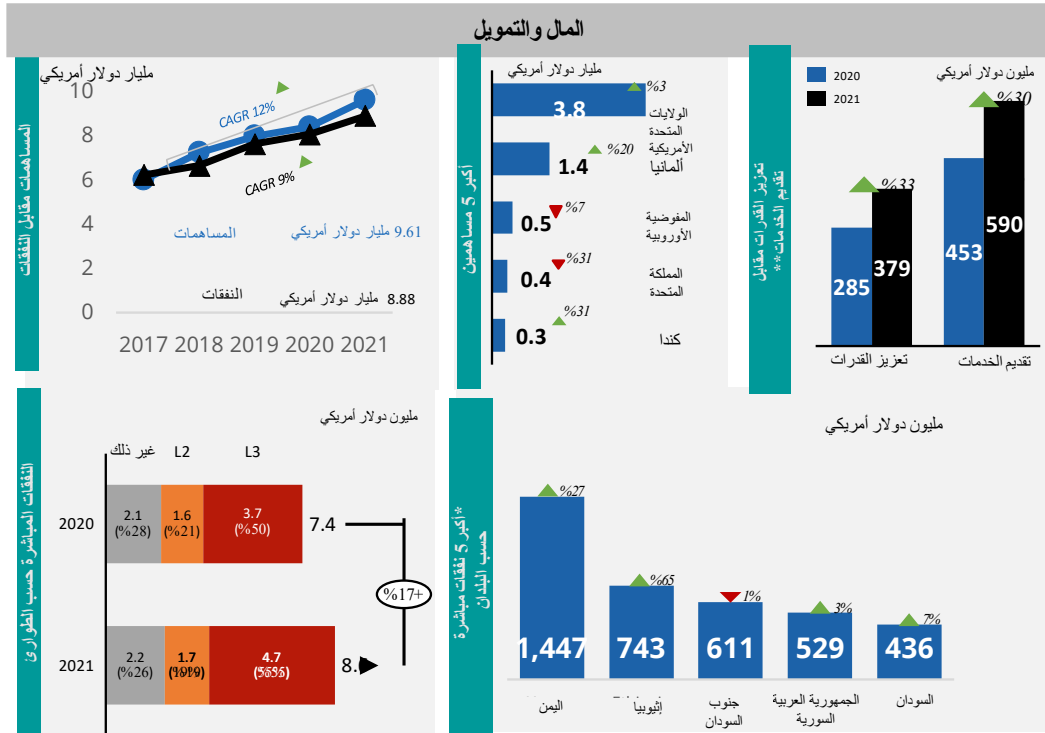 المال والتمويل
تعزيز القدرات مقابل
تقديم الخدمات**
مليون دولار أمريكي
2020
2021
%30
%33
285
379
453
590
تعزيز القدرات
تقديم الخدمات
أكبر 5 مساهمين
مليار دولار أمريكي
3.8
%3
الولايات
المتحدة
الأمريكية
1.4
%20
ألمانيا
0.5
%7
المفوضية
الأوروبية
0.4
%31
المملكة
المتحدة
0.3
%31
كندا
المساهمات مقابل النفقات
مليار دولار أمريكي
10
8
6
4
2
0
CAGR 12%
CAGR 9%
المساهمات
9.61 مليار دولار أمريكي
النفقات
8.88 مليار دولار أمريكي
2017 2018 2019 2020 2021
*أكبر 5 نفقات مباشرة
حسب البلدان
مليون دولار أمريكي
%27
%65
1%
3%
7%
1,447
743
611
529
436
اليمن
إثيوبيا
جنوب
السودان
الجمهورية العربية
السورية
السودان
النفقات المباشرة حسب الطوارئ
مليون دولار أمريكي
غير ذلك
L2
L3
2020
2.1
(%28)
1.6
(%21)
3.7
(%50)
7.4
%17+
2021
2.2
(%26)
1.7
4.7